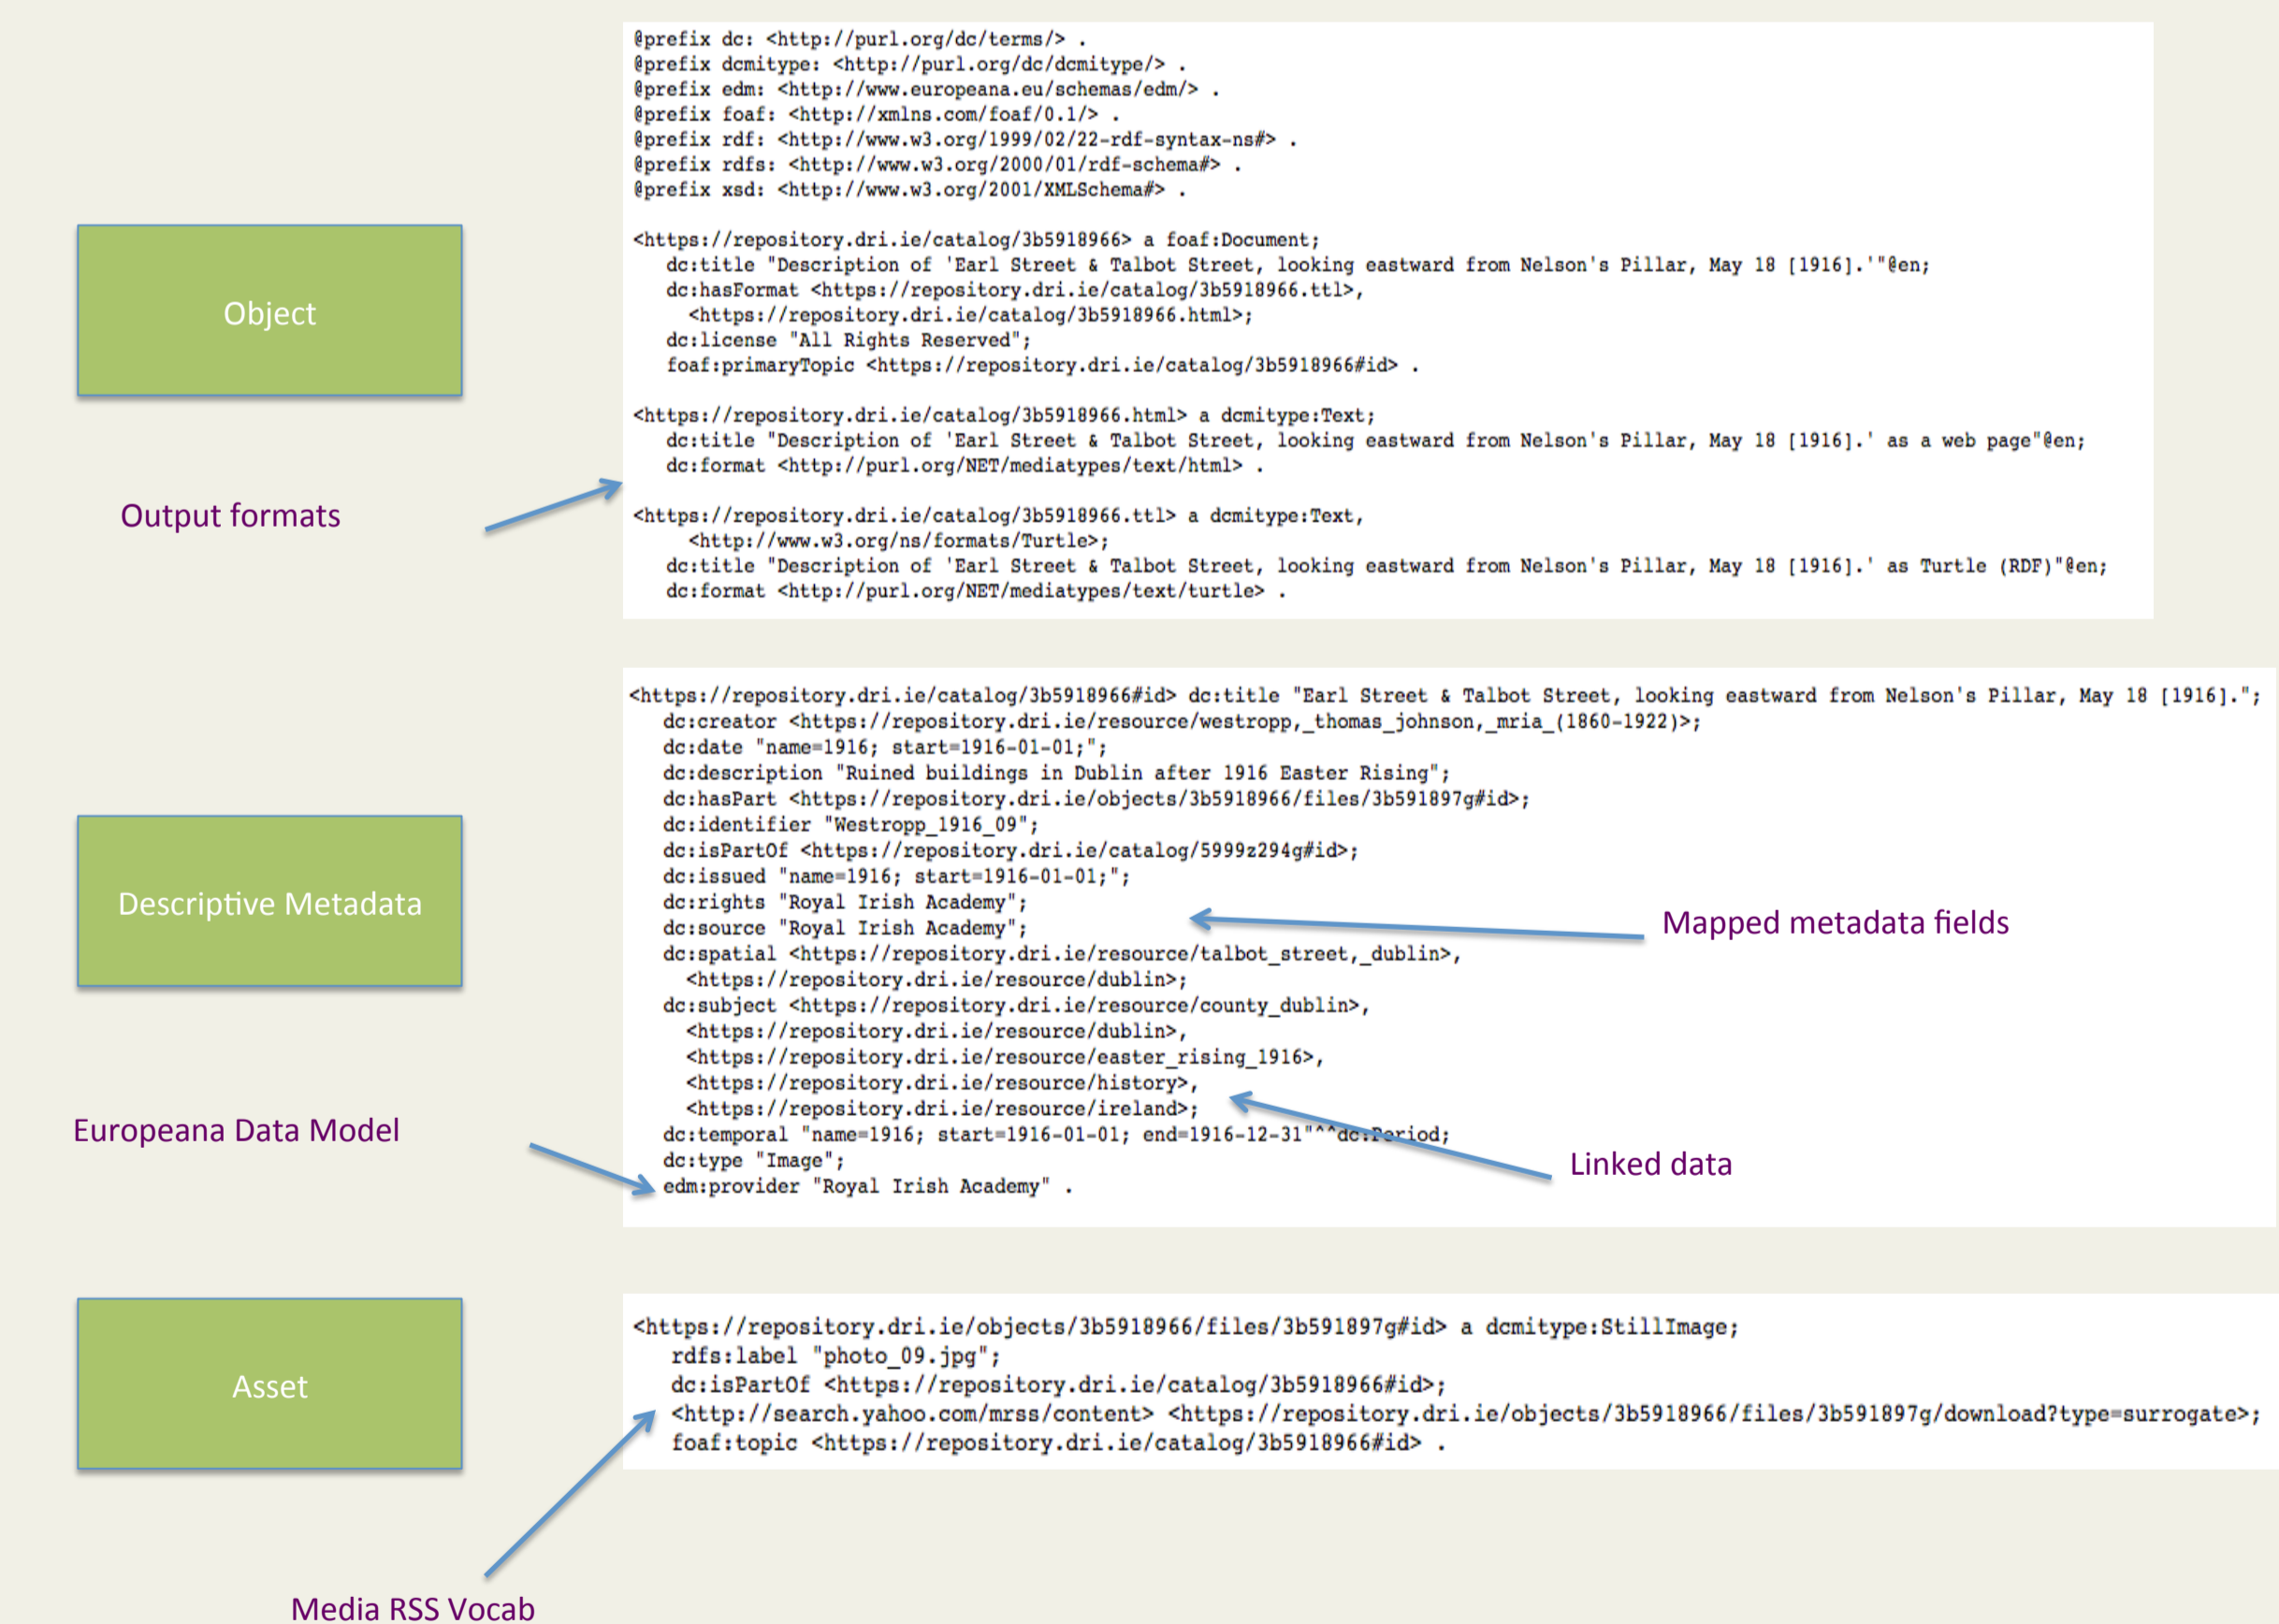 @prefix dc: <http://purl.org/dc/terms/> .
@prefix dcmitype: <http://purl.org/dc/dcmitype/> .
@prefix edm: <http://www.europeana.eu/schemas/edm/> .
@prefix foaf: <http://xmlns.com/foaf/0.1/> .
@prefix rdf: <http://www.w3.org/1999/02/22-rdf-syntax-ns#> .
@prefix rdfs: <http://www.w3.org/2000/01/rdf-schema#> .
@prefix xsd: <http://www.w3.org/2001/XMLSchema#> .
Object
<https://repository.dri.ie/catalog/3b5918966> a foaf:Document;
dc:title "Description of 'Earl Street & Talbot Street, looking eastward from Nelson's Pillar, May 18 [1916].'"@en;
dc:hasFormat <https://repository.dri.ie/catalog/3b5918966.ttl>,
<https://repository.dri.ie/catalog/3b5918966.html>;
dc:license "All Rights Reserved";
foaf:primaryTopic <https://repository.dri.ie/catalog/3b5918966#id> .
<https://repository.dri.ie/catalog/3b5918966.html> a dcmitype:Text;
dc:title "Description of 'Earl Street & Talbot Street, looking eastward from Nelson's Pillar, May 18 [1916].' as a web page"@en;
dc:format <http://purl.org/NET/mediatypes/text/html> .
Output formats
<https://repository.dri.ie/catalog/3b5918966.ttl> a dcmitype:Text,
<http://www.w3.org/ns/formats/Turtle>;
dc:title "Description of 'Earl Street & Talbot Street, looking eastward from Nelson's Pillar, May 18 [1916].' as Turtle (RDF)"@en;
dc:format <http://purl.org/NET/mediatypes/text/turtle> .
Descriptive Metadata
<https://repository.dri.ie/catalog/3b5918966#id> dc:title "Earl Street & Talbot Street, looking eastward from Nelson's Pillar, May 18 [1916].";
dc:creator <https://repository.dri.ie/resource/westropp,_thomas_johnson,_mria_(1860-1922)>;
dc:date "name=1916; start=1916-01-01;";
dc:description "Ruined buildings in Dublin after 1916 Easter Rising";
dc:hasPart <https://repository.dri.ie/objects/3b5918966/files/3b591897g#id>;
dc:identifier "Westropp_1916_09";
dc:isPartOf <https://repository.dri.ie/catalog/5999z294g#id>;
dc:issued "name=1916; start=1916-01-01;";
dc:rights "Royal Irish Academy";
dc:source "Royal Irish Academy";
dc:spatial <https://repository.dri.ie/resource/talbot_street,_dublin>,
<https://repository.dri.ie/resource/dublin>;
dc:subject <https://repository.dri.ie/resource/county_dublin>,
<https://repository.dri.ie/resource/dublin>,
<https://repository.dri.ie/resource/easter_rising_1916>,
<https://repository.dri.ie/resource/history>,
<https://repository.dri.ie/resource/ireland>;
dc:temporal "name=1916; start=1916-01-01; end=1916-12-31"^^dc:Period;
dc:type "Image";
edm:provider "Royal Irish Academy" .
Mapped metadata fields
Europeana Data Model
Linked data
Asset
<https://repository.dri.ie/objects/3b5918966/files/3b591897g#id> a dcmitype:StillImage;
rdfs:label "photo_09.jpg";
dc:isPartOf <https://repository.dri.ie/catalog/3b5918966#id>;
<http://search.yahoo.com/mrss/content> <https://repository.dri.ie/objects/3b5918966/files/3b591897g/download?type=surrogate>;
foaf:topic <https://repository.dri.ie/catalog/3b5918966#id> .
Media RSS Vocab